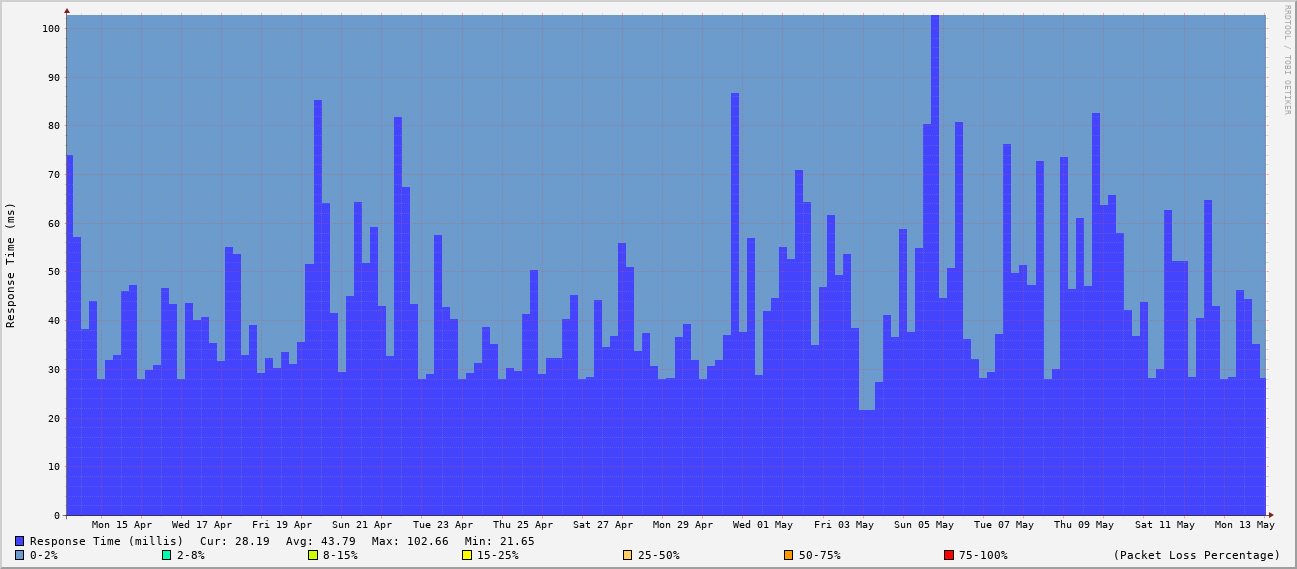 RRDTOOL / TOBI OETIKER
Response Time (ms)
100
90
80
70
60
50
40
30
20
10
0
Mon 15 Apr Wed 17 Apr Fri 19 Apr Sun 21 Apr Tue 23 Apr Thu 25 Apr Sat 27 Apr Mon 29 Apr Wed 01 May Fri 03 May Sun 05 May Tue 07 May Thu 09 May Sat 11 May Mon 13 May
Response Time (millis) Cur: 28.19 Avg: 43.79 Max: 102.66 Min: 21.65
0-2% 2-8% 8-15% 15-25% 25-50% 50-75% 75-100% (Packet Loss Percentage)